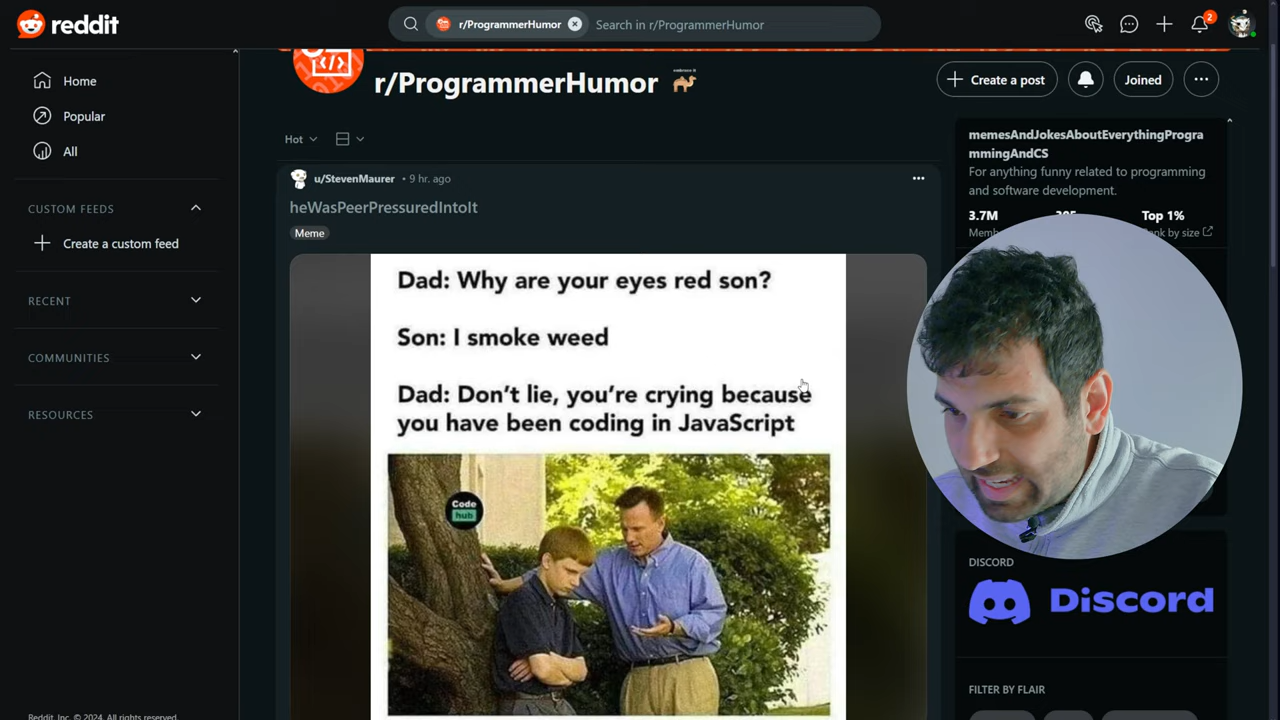 reddit
r/ProgrammerHumor
Search in r/ProgrammerHumor
2
Home
Popular
All
CUSTOM FEEDS
Create a custom feed
RECENT
COMMUNITIES
RESOURCES
Reddit, Inc. © 2024. All rights reserved.
r/ProgrammerHumor
Create a post
Joined
Hot
u/StevenMaurer • 9 hr. ago
heWasPeerPressuredIntoIt
Meme
Dad: Why are your eyes red son?
Son: I smoke weed
Dad: Don't lie, you're crying because
you have been coding in JavaScript
Code
hub
memesAndJokesAboutEverythingProgra
mmingAndCS
For anything funny related to programming
and software development.
3.7M
Top 1%
by size
DISCORD
Discord
FILTER BY FLAIR